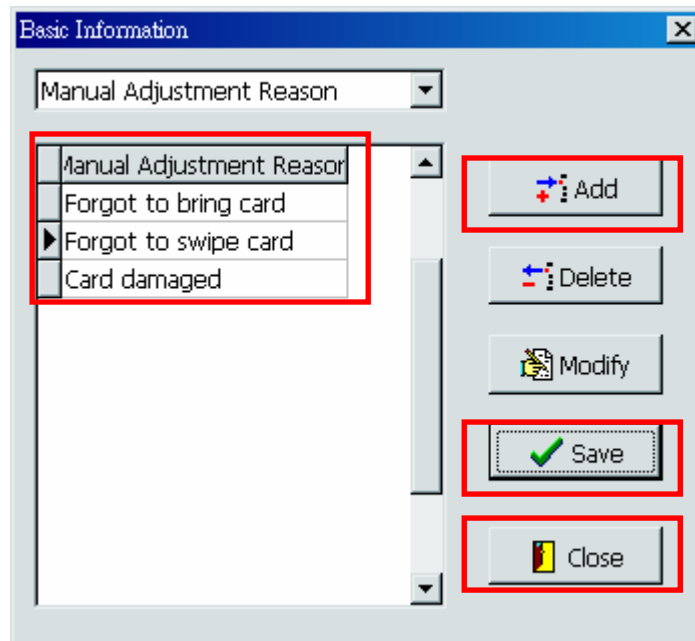 Basic Information
Manual Adjustment Reason
Manual Adjustment Reason
Forgot to bring card
Forgot to swipe card
Card damaged
Add
Delete
Modify
Save
Close